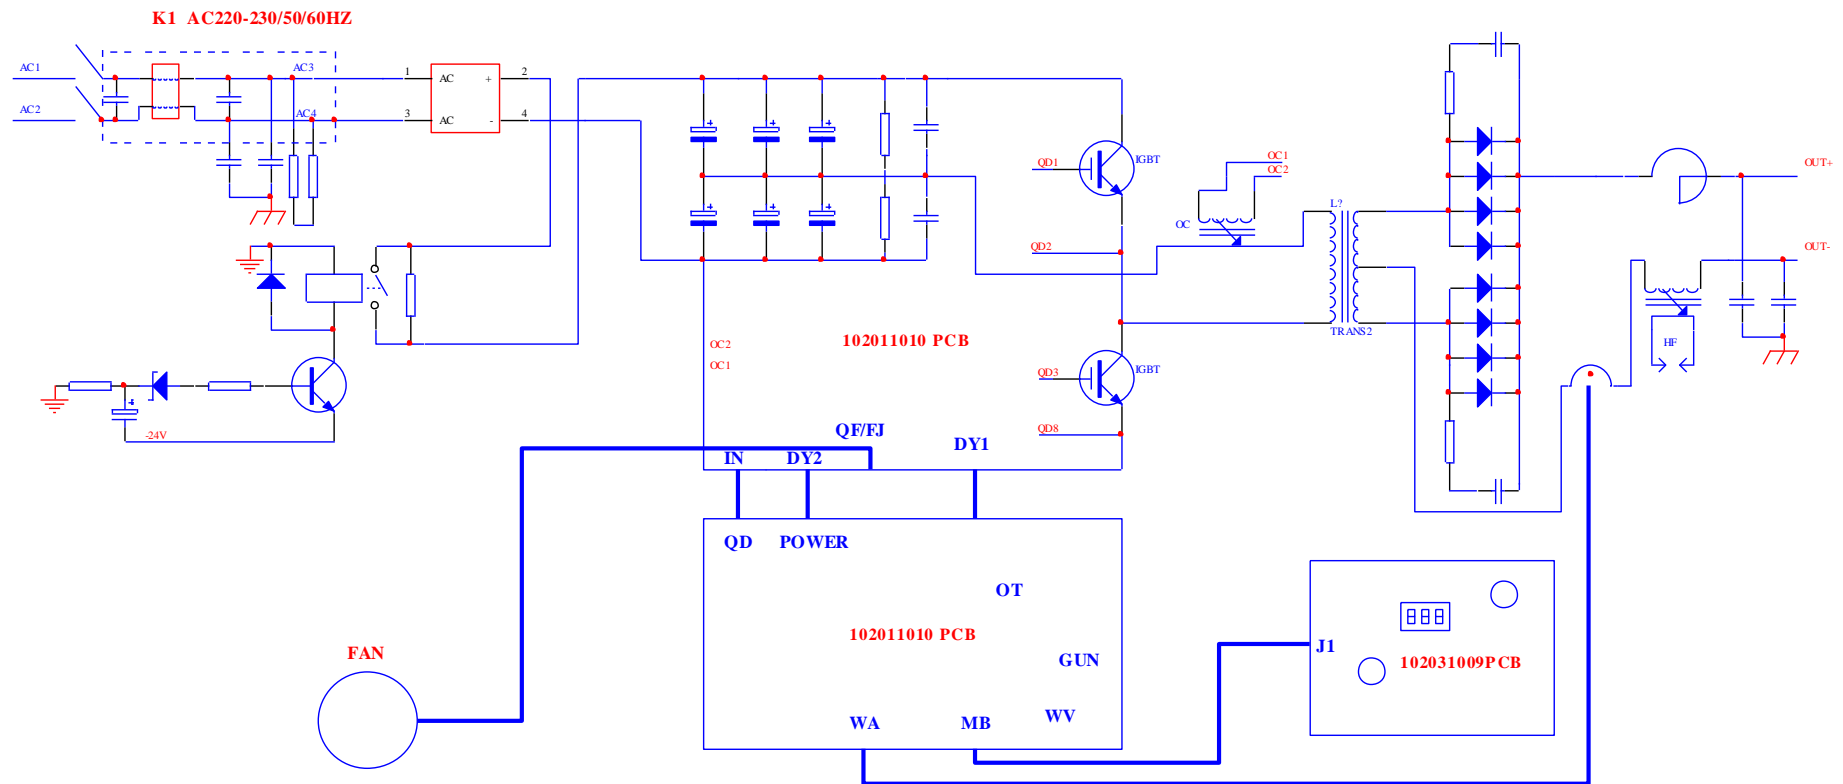 K1 AC220-230/50/60HZ
AC1
AC3
1
AC
+
2
AC2
AC4
3
AC
-
4
QD1
IGBT
OC1
OC2
OUT+
L?
OC
QD2
OUT-
TRANS2
OC2
102011010 PCB
HF
OC1
QD3
IGBT
-24V
QF/FJ
QD8
DY1
IN
DY2
QD
POWER
OT
102011010 PCB
FAN
GUN
J1
102031009PCB
WA
MB
WV